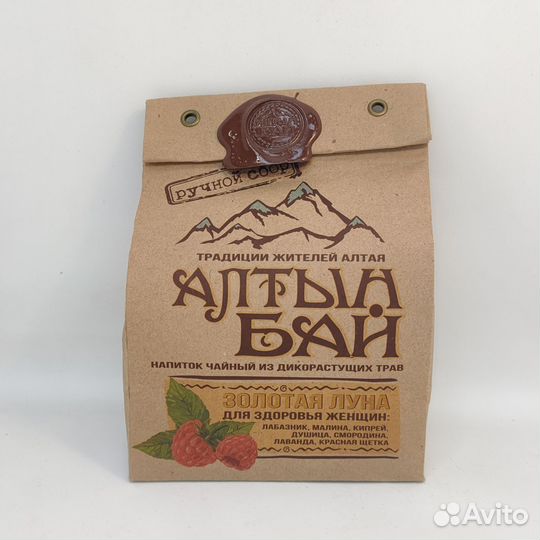 РУЧНОЙ СБОР
ТРАДИЦИИ ЖИТЕЛЕЙ АЛТАЯ
АЛТЫН
БАЙ
НАПИТОК ЧАЙНЫЙ ИЗ ДИКОРАСТУЩИХ ТРАВ
ЗОЛОТАЯ ЛУНА
ДЛЯ ЗДОРОВЬЯ ЖЕНЩИН:
ЛАБАЗНИК, МАЛИНА, КИПРЕЙ,
ДУШИЦА, СМОРОДИНА,
ЛАВАНДА, КРАСНАЯ ЩЕТКА
Avito